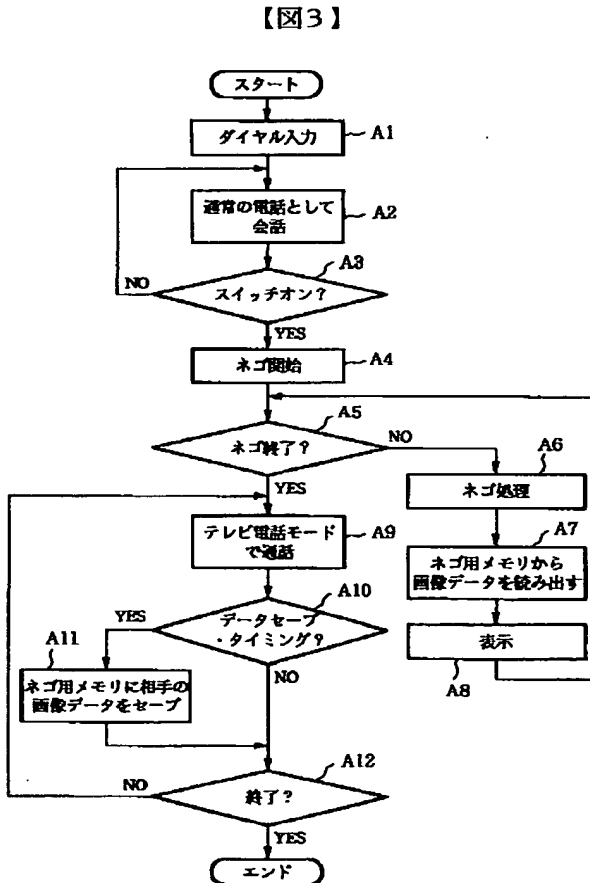 【図3】
スタート
ダイヤル入力
A1
通常の電話として
会話
A2
A3
スイッチオン?
NO
YES
ネゴ開始
A4
A5
ネゴ終了?
NO
YES
A6
ネゴ処理
A7
ネゴ用メモリから
画像データを読み出す
表示
A8
テレビ電話モード
で通話
A9
A10
データセーブ
・タイミング?
YES
NO
A11
ネゴ用メモリに相手の
画像データをセーブ
A12
終了?
NO
YES
エンド